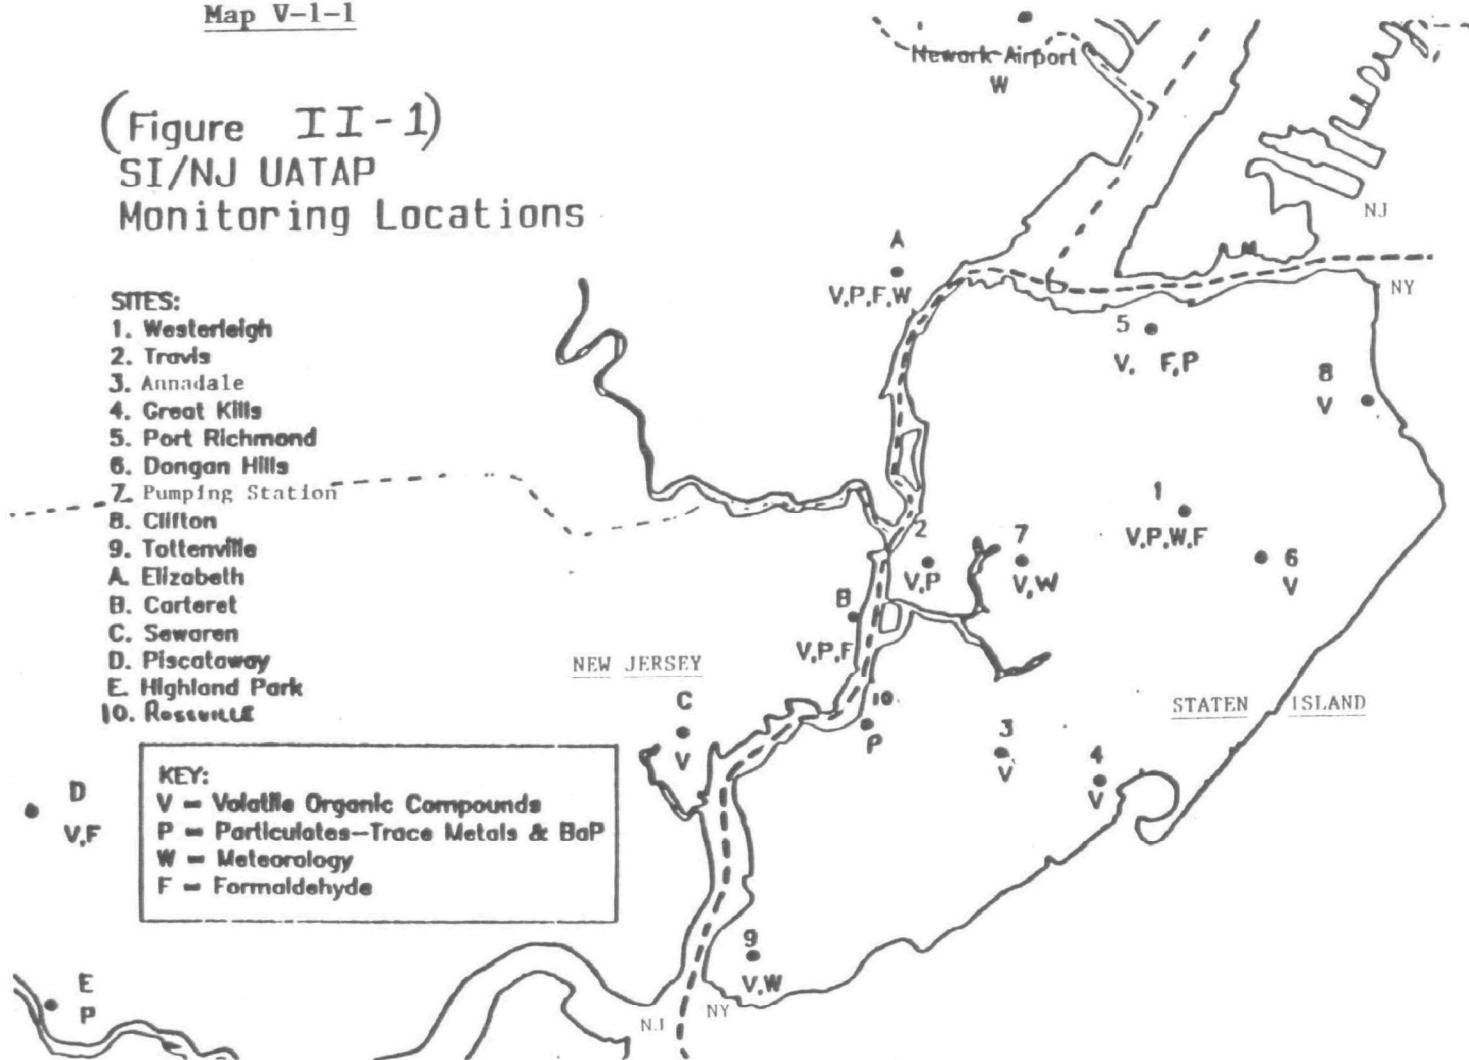 Map V-1-1
(Figure II-1)
SI/NJ UATAP
Monitoring Locations
SITES:
1. Westerleigh
2. Travis
3. Annadale
4. Great Kills
5. Port Richmond
6. Dongan Hills
7. Pumping Station
8. Clifton
9. Tottenville
A. Elizabeth
B. Carteret
C. Sewaren
D. Piscataway
E. Highland Park
10. ROSSVILLE
KEY:
V - Volatile Organic Compounds
P - Particulates-Trace Metals & BaP
W - Meteorology
F - Formaldehyde
Newark Airport
W
NJ
NY
A
V,P,F,W
5
V, F,P
8
V
1
V,P,W,F
6
V
2
V,P
7
V,W
B
V,P,F
NEW JERSEY
C
V
10
P
3
V
4
V
STATEN ISLAND
D
V,F
E
P
9
V,W
NJ
NY